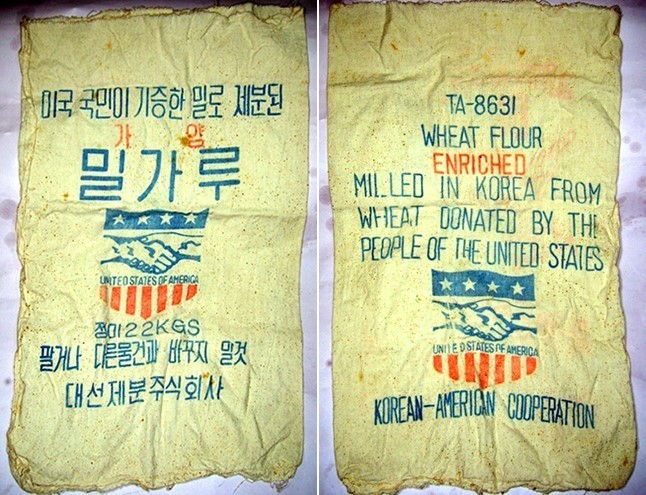 미국 국민이 기증한 밀로 제분된
가 양
밀가루
UNITED STATES OF AMERICA
정미 22KGS
팔거나 다른물건과 바꾸지 말것
대선제분주식회사
TA-8631
WHEAT FLOUR
ENRICHED
MILLED IN KOREA FROM
WHEAT DONATED BY THE
PEOPLE OF THE UNITED STATES
UNITED STATES OF AMERICA
KOREAN-AMERICAN COOPERATION